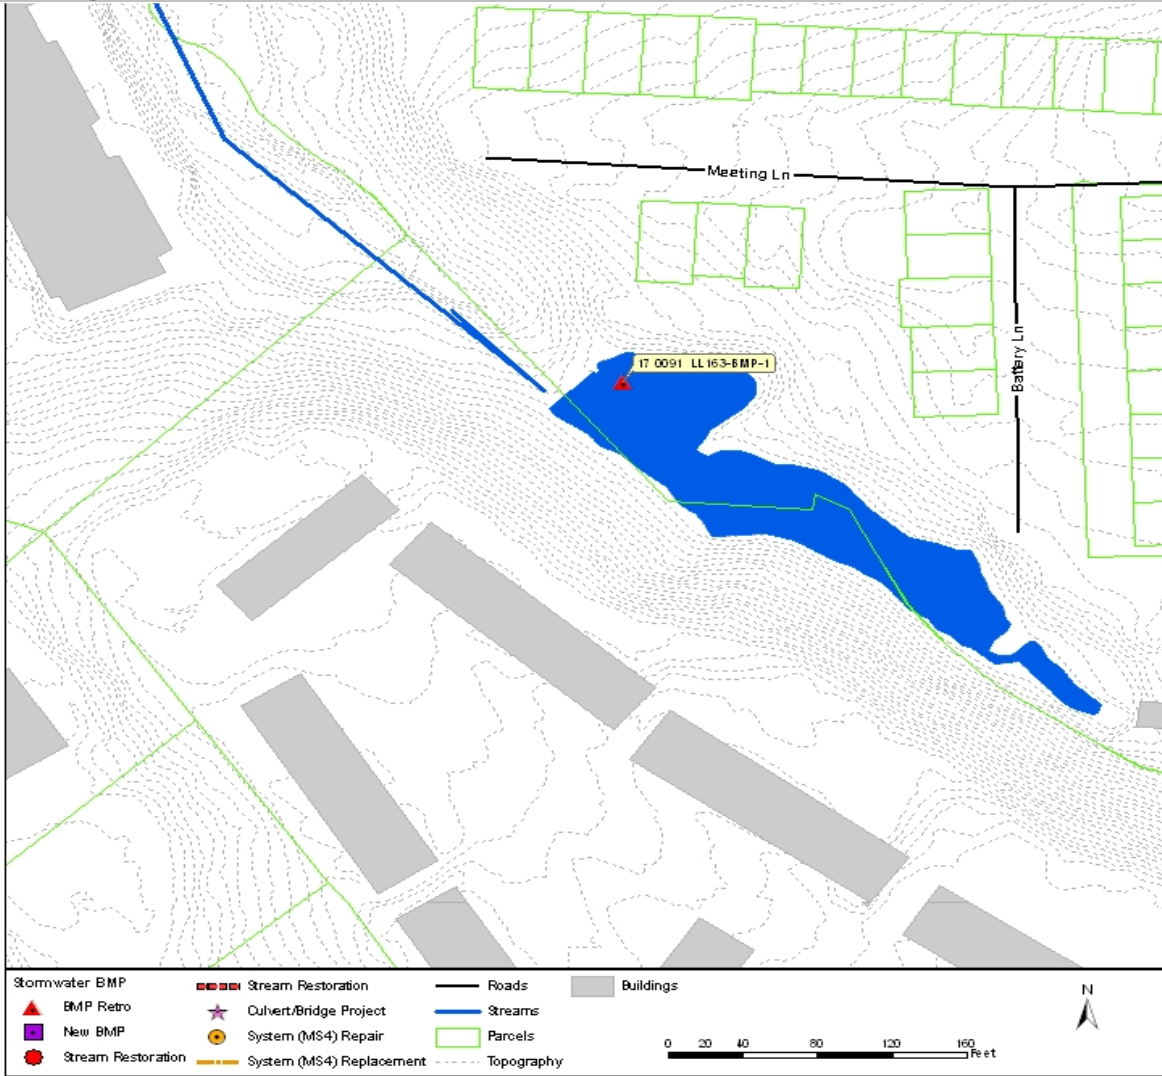 Meeting Ln
Battery Ln
17 0091 LL163-BMP-1
Stormwater BMP
BMP Retro
New BMP
Stream Restoration
Stream Restoration
Culvert/Bridge Project
System (MS4) Repair
System (MS4) Replacement
Roads
Streams
Parcels
Topography
Buildings
N
0 20 40 80 120 160
Feet